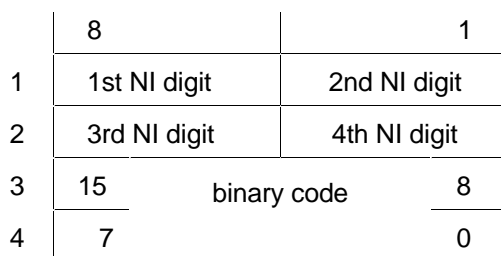 8 1
1 1st NI digit 2nd NI digit
2 3rd NI digit 4th NI digit
3 15 binary code 8
4 7 0